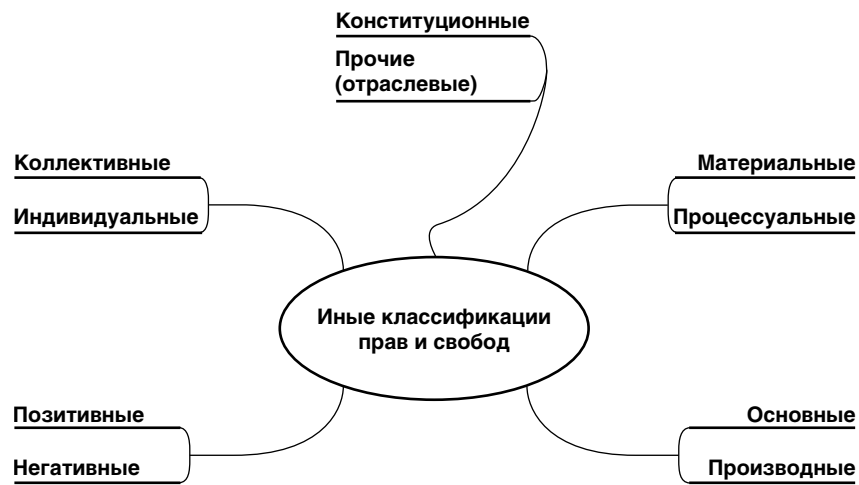 Конституционные
Прочие
(отраслевые)
Коллективные
Индивидуальные
Материальные
Процессуальные
Иные классификации
прав и свобод
Позитивные
Негативные
Основные
Производные